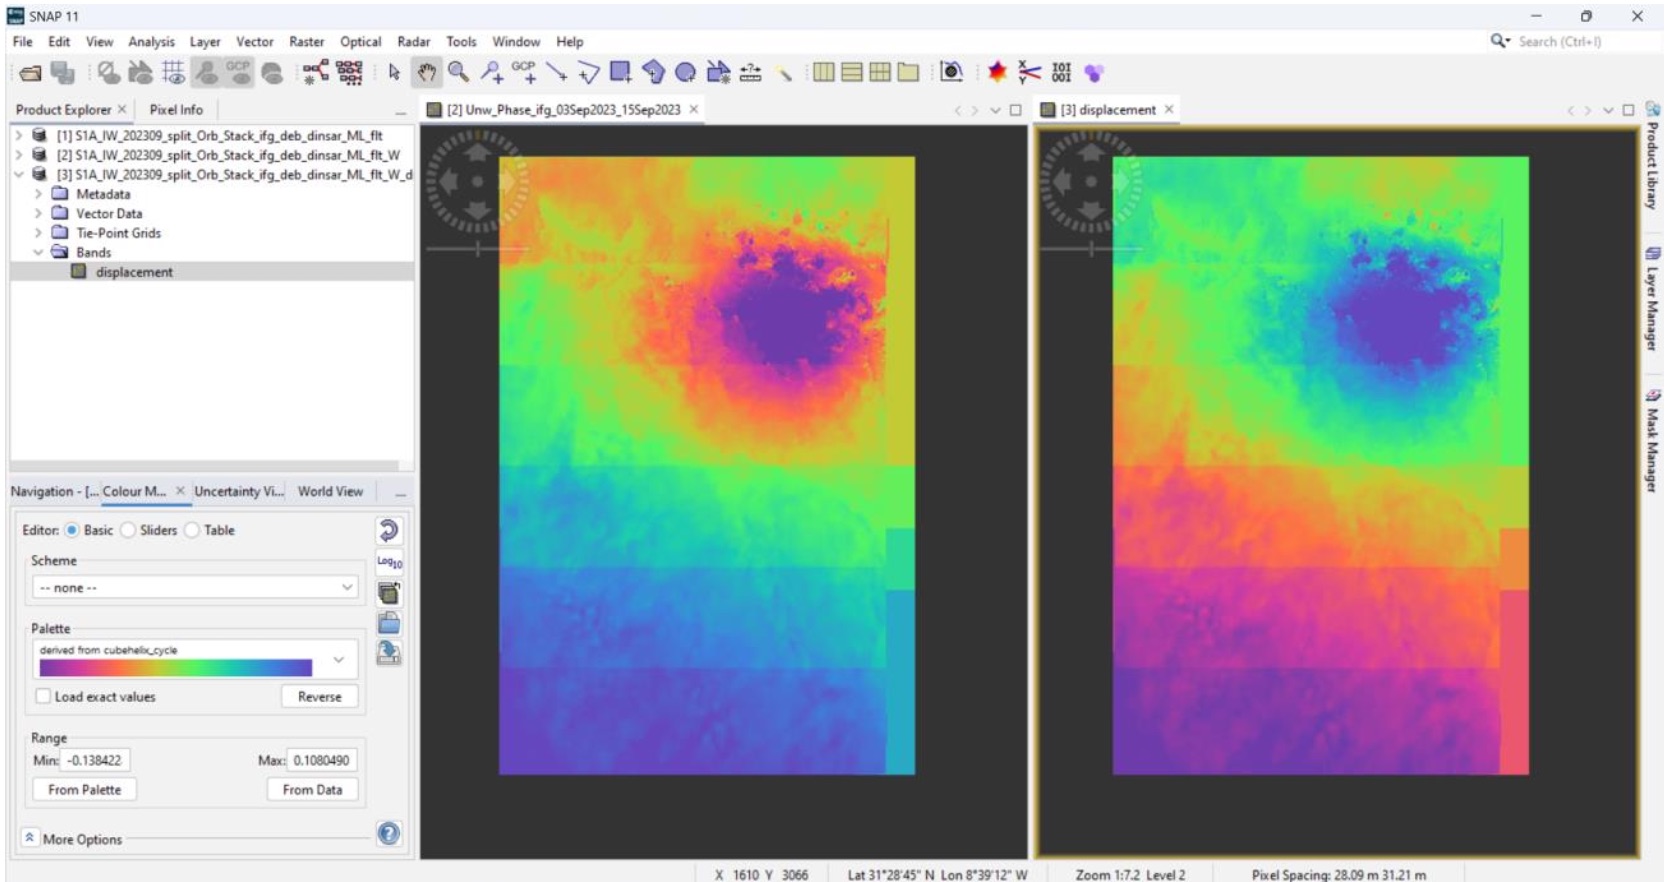 SNAP 11
File Edit View Analysis Layer Vector Raster Optical Radar Tools Window Help
Search (Ctrl+I)
GCP GCP
Product Explorer Pixel Info
[1] S1A_IW_202309_split_Orb_Stack_ifg_deb_dinsar_ML_flt
[2] S1A_IW_202309_split_Orb_Stack_ifg_deb_dinsar_ML_flt_W
[3] S1A_IW_202309_split_Orb_Stack_ifg_deb_dinsar_ML_flt_W_d
Metadata
Vector Data
Tie-Point Grids
Bands
displacement
[2] Unw_Phase_ifg_03Sep2023_15Sep2023
[3] displacement
Product Library
Layer Manager
Mask Manager
Navigation - [... Colour M... Uncertainty Vi... World View
Editor: Basic Sliders Table
Scheme
-- none --
Log10
Palette
derived from cubehelix_cycle
Load exact values Reverse
Range
Min: -0.138422 Max: 0.1080490
From Palette From Data
More Options
X 1610 Y 3066 Lat 31°28'45" N Lon 8°39'12" W Zoom 1:7.2 Level 2 Pixel Spacing: 28.09 m 31.21 m